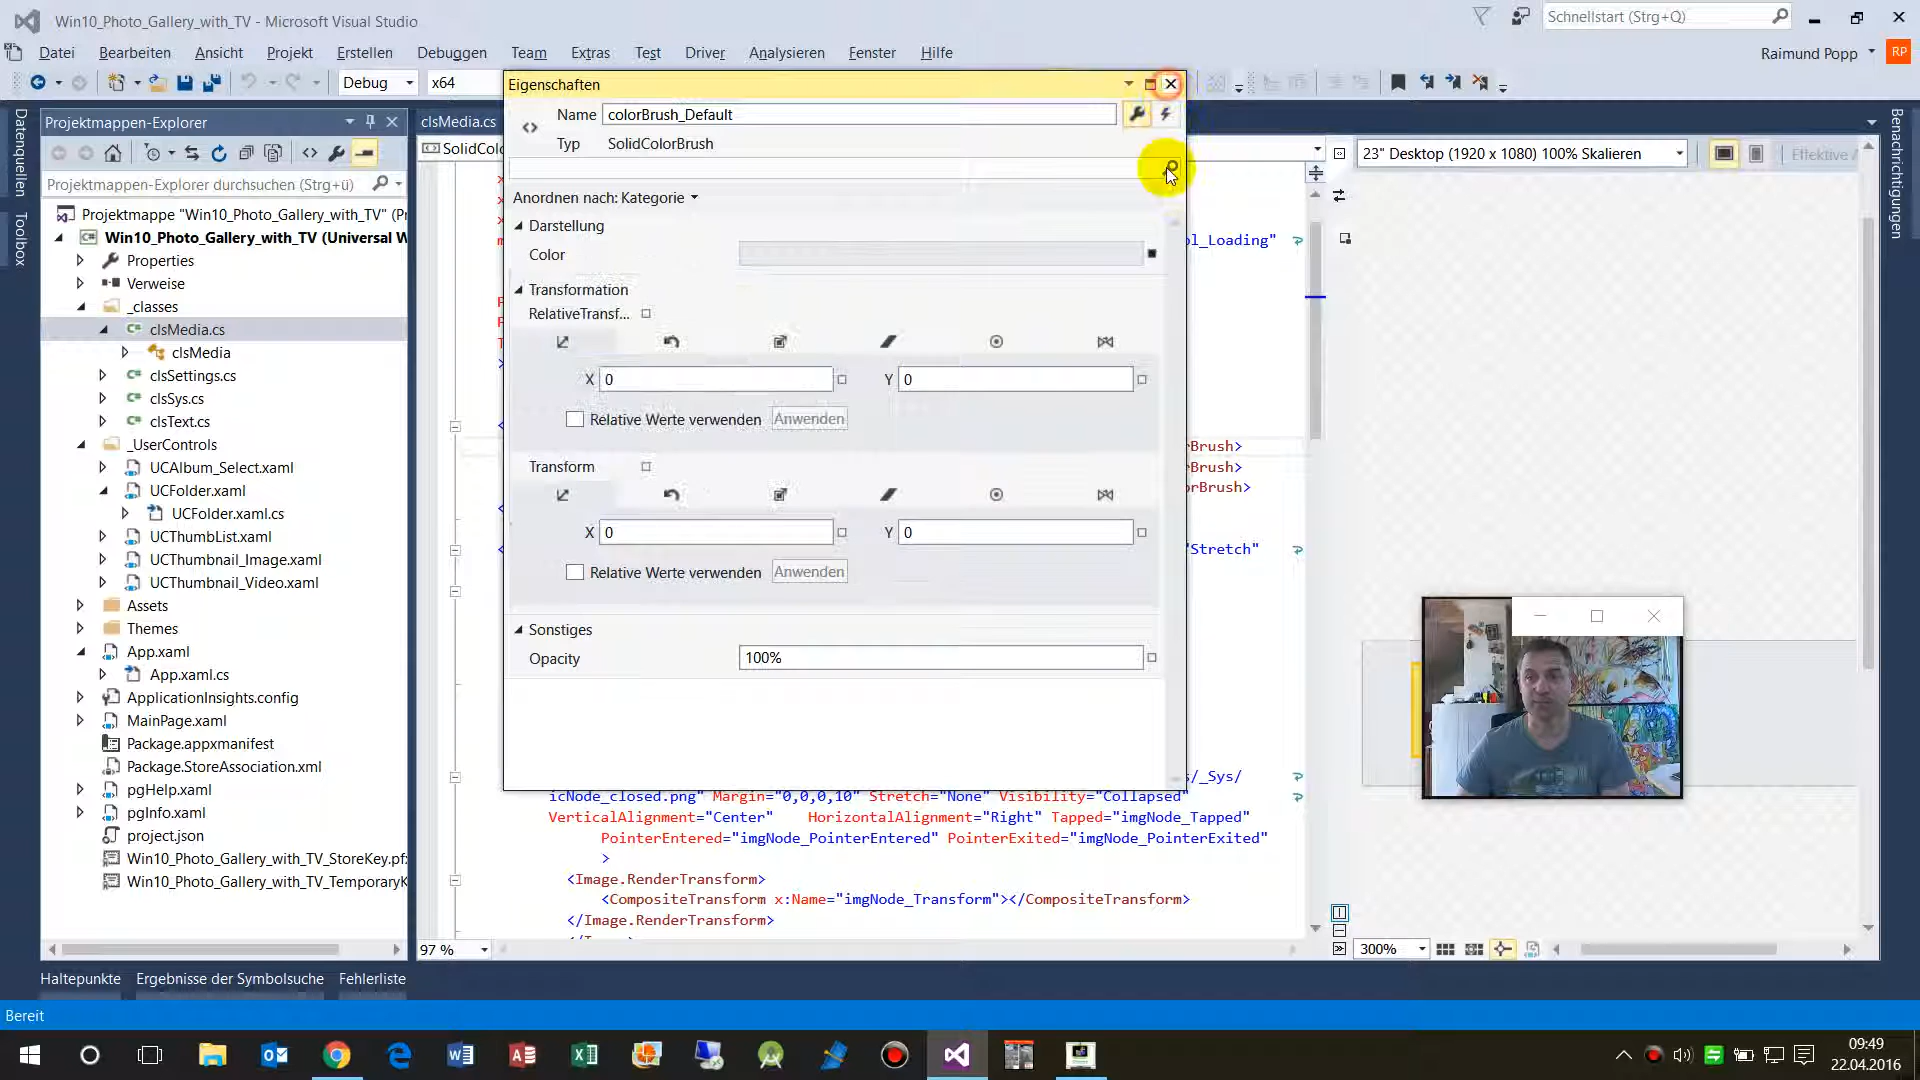 Win10_Photo_Gallery_with_TV - Microsoft Visual Studio
Schnellstart (Strg+Q)
Datei Bearbeiten Ansicht Projekt Erstellen Debuggen Team Extras Test Driver Analysieren Fenster Hilfe
Raimund Popp RP
Debug x64
Eigenschaften
Name colorBrush_Default
Typ SolidColorBrush
Anordnen nach: Kategorie
Darstellung
Color
Transformation
RelativeTransf...
X 0 Y 0
Relative Werte verwenden Anwenden
Transform
X 0 Y 0
Relative Werte verwenden Anwenden
Sonstiges
Opacity 100%
Datenquellen
Toolbox
Benachrichtigungen
Projektmappen-Explorer
Projektmappen-Explorer durchsuchen (Strg+ü)
Projektmappe "Win10_Photo_Gallery_with_TV" (Pr
Win10_Photo_Gallery_with_TV (Universal W
Properties
Verweise
_classes
clsMedia.cs
clsMedia
clsSettings.cs
clsSys.cs
clsText.cs
_UserControls
UCAlbum_Select.xaml
UCFolder.xaml
UCFolder.xaml.cs
UCThumbList.xaml
UCThumbnail_Image.xaml
UCThumbnail_Video.xaml
Assets
Themes
App.xaml
App.xaml.cs
ApplicationInsights.config
MainPage.xaml
Package.appxmanifest
Package.StoreAssociation.xml
pgHelp.xaml
pgInfo.xaml
project.json
Win10_Photo_Gallery_with_TV_StoreKey.pfx
Win10_Photo_Gallery_with_TV_TemporaryK
clsMedia.cs
SolidColo
ol_Loading"
rBrush>
rBrush>
orBrush>
"Stretch"
s/_Sys/
icNode_closed.png" Margin="0,0,0,10" Stretch="None" Visibility="Collapsed"
VerticalAlignment="Center" HorizontalAlignment="Right" Tapped="imgNode_Tapped"
PointerEntered="imgNode_PointerEntered" PointerExited="imgNode_PointerExited"
>
<Image.RenderTransform>
<CompositeTransform x:Name="imgNode_Transform"></CompositeTransform>
</Image.RenderTransform>
97 %
23" Desktop (1920 x 1080) 100% Skalieren
Effektive
300%
Haltepunkte Ergebnisse der Symbolsuche Fehlerliste
Bereit
09:49
22.04.2016